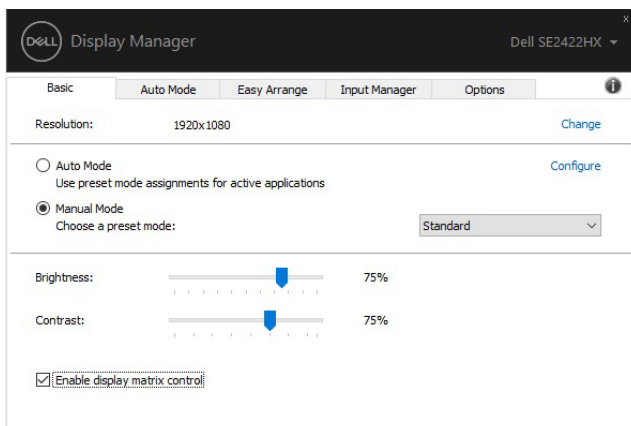 DELL Display Manager Dell SE2422HX
x
Basic Auto Mode Easy Arrange Input Manager Options i
Resolution: 1920x1080 Change
Auto Mode Configure
Use preset mode assignments for active applications
Manual Mode
Choose a preset mode: Standard
Brightness: 75%
Contrast: 75%
Enable display matrix control